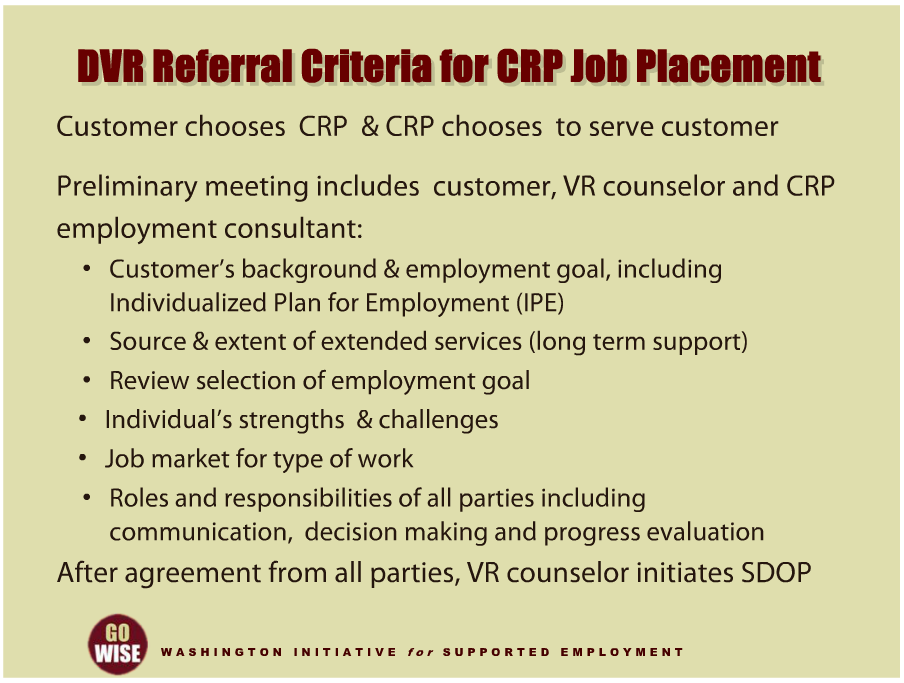 DVR Referral Criteria for CRP Job Placement
Customer chooses CRP & CRP chooses to serve customer
Preliminary meeting includes customer, VR counselor and CRP
employment consultant:
• Customer’s background & employment goal, including
Individualized Plan for Employment (IPE)
• Source & extent of extended services (long term support)
• Review selection of employment goal
• Individual’s strengths & challenges
• Job market for type of work
• Roles and responsibilities of all parties including
communication, decision making and progress evaluation
After agreement from all parties, VR counselor initiates SDOP
GO
WISE
WASHINGTON INITIATIVE for SUPPORTED EMPLOYMENT